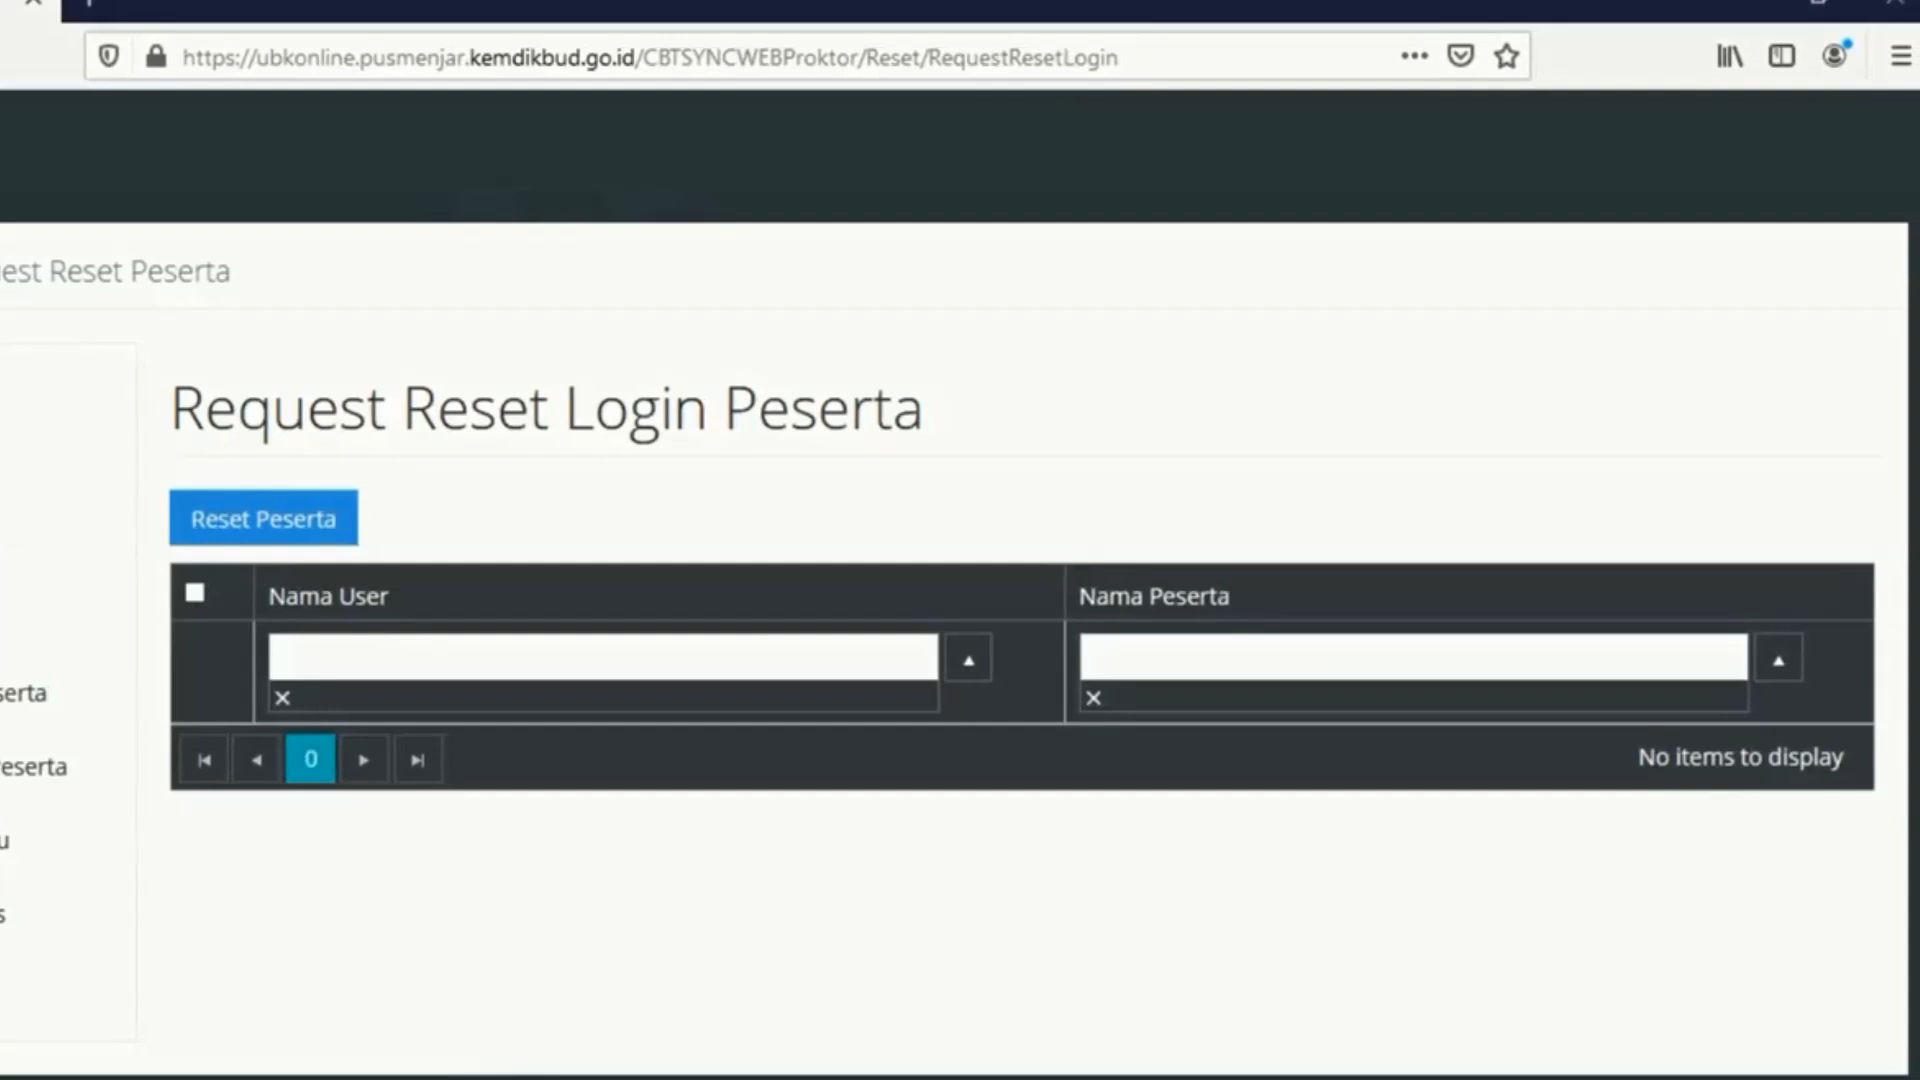 https://ubkonline.pusmenjar.kemdikbud.go.id/CBTSYNCWEBProktor/Reset/RequestResetLogin
est Reset Peserta
Request Reset Login Peserta
Reset Peserta
Nama User Nama Peserta
serta
0 No items to display
eserta
u
s